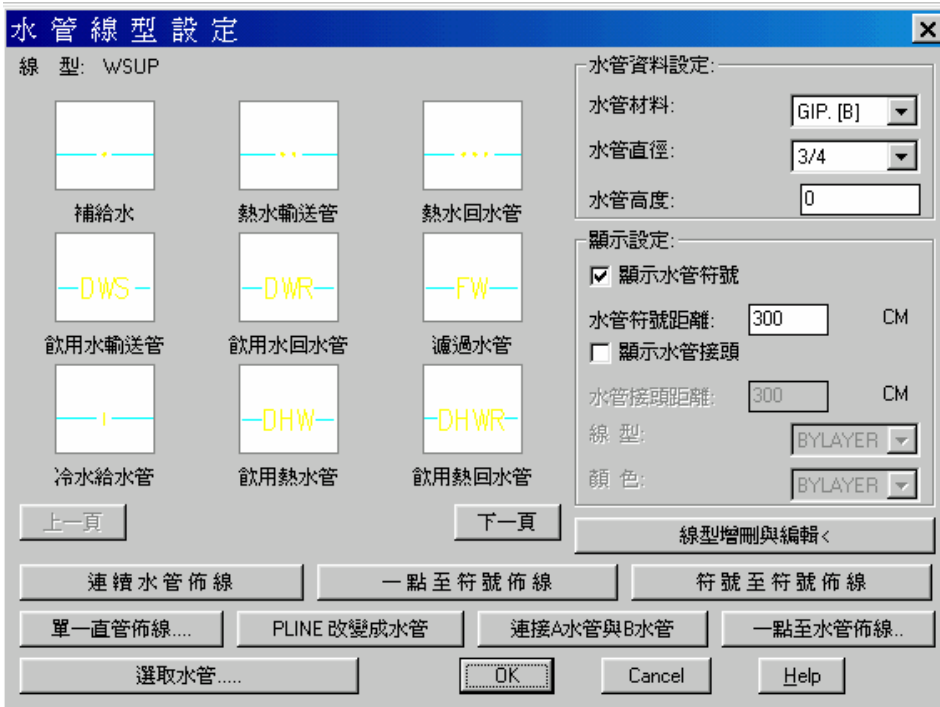 水管線型設定
線 型: WSUP
補給水
熱水輸送管
熱水回水管
DWS
DWR
FW
飲用水輸送管
飲用水回水管
濾過水管
DHW
DHWR
冷水給水管
飲用熱水管
飲用熱回水管
上一頁
下一頁
水管資料設定:
水管材料: GIP. [B]
水管直徑: 3/4
水管高度: 0
顯示設定:
顯示水管符號
水管符號距離: 300 CM
顯示水管接頭
水管接頭距離: 300 CM
線 型: BYLAYER
顏 色: BYLAYER
線型增刪與編輯<
連續水管佈線
一點至符號佈線
符號至符號佈線
單一直管佈線....
PLINE 改變成水管
連接A水管與B水管
一點至水管佈線..
選取水管.....
OK
Cancel
Help